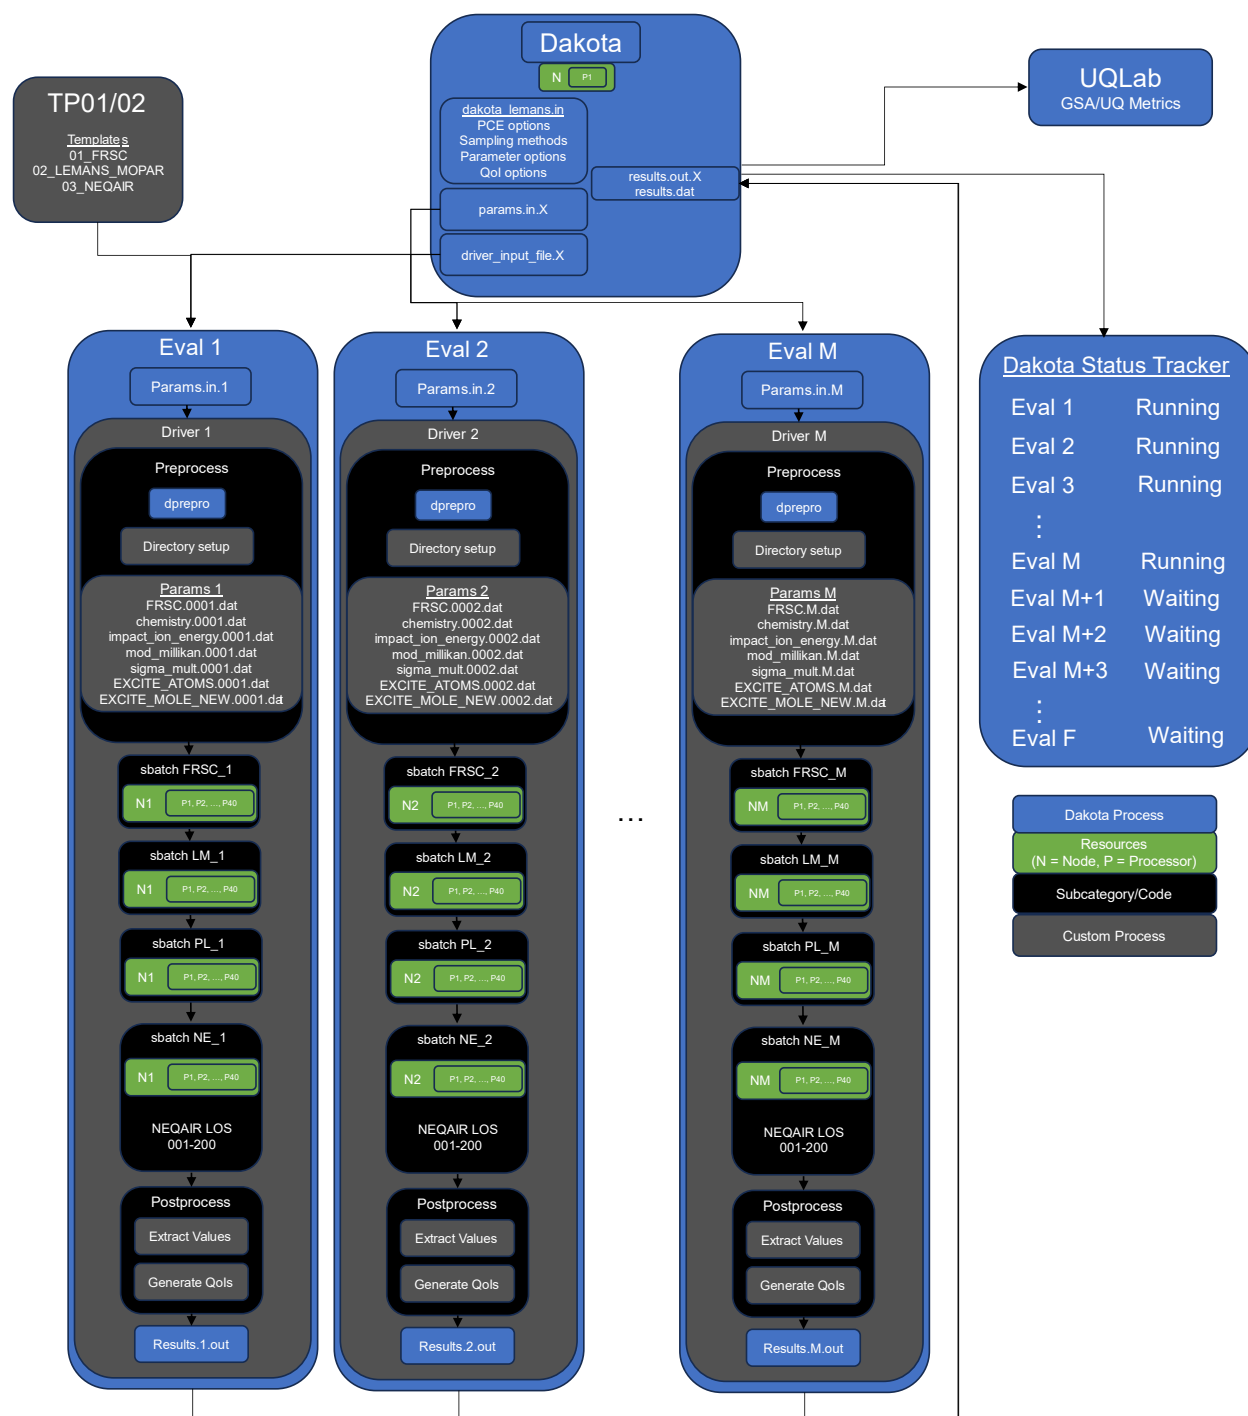 Dakota
N
P1
dakota_lemans.in
PCE options
Sampling methods
Parameter options
QoI options
results.out.X
results.dat
params.in.X
driver_input_file.X
TP01/02
Templates
01_FRSC
02_LEMANS_MOPAR
03_NEQAIR
UQLab
GSA/UQ Metrics
Eval 1
Params.in.1
Driver 1
Preprocess
dprepro
Directory setup
Params 1
FRSC.0001.dat
chemistry.0001.dat
impact_ion_energy.0001.dat
mod_millikan.0001.dat
sigma_mult.0001.dat
EXCITE_ATOMS.0001.dat
EXCITE_MOLE_NEW.0001.dat
sbatch FRSC_1
N1
P1, P2, ..., P40
sbatch LM_1
N1
P1, P2, ..., P40
sbatch PL_1
N1
P1, P2, ..., P40
sbatch NE_1
N1
P1, P2, ..., P40
NEQAIR LOS
001-200
Postprocess
Extract Values
Generate QoIs
Results.1.out
Eval 2
Params.in.2
Driver 2
Preprocess
dprepro
Directory setup
Params 2
FRSC.0002.dat
chemistry.0002.dat
impact_ion_energy.0002.dat
mod_millikan.0002.dat
sigma_mult.0002.dat
EXCITE_ATOMS.0002.dat
EXCITE_MOLE_NEW.0002.dat
sbatch FRSC_2
N2
P1, P2, ..., P40
sbatch LM_2
N2
P1, P2, ..., P40
sbatch PL_2
N2
P1, P2, ..., P40
sbatch NE_2
N2
P1, P2, ..., P40
NEQAIR LOS
001-200
Postprocess
Extract Values
Generate QoIs
Results.2.out
...
Eval M
Params.in.M
Driver M
Preprocess
dprepro
Directory setup
Params M
FRSC.M.dat
chemistry.M.dat
impact_ion_energy.M.dat
mod_millikan.M.dat
sigma_mult.M.dat
EXCITE_ATOMS.M.dat
EXCITE_MOLE_NEW.M.dat
sbatch FRSC_M
NM
P1, P2, ..., P40
sbatch LM_M
NM
P1, P2, ..., P40
sbatch PL_M
NM
P1, P2, ..., P40
sbatch NE_M
NM
P1, P2, ..., P40
NEQAIR LOS
001-200
Postprocess
Extract Values
Generate QoIs
Results.M.out
Dakota Status Tracker
Eval 1 Running
Eval 2 Running
Eval 3 Running
⋮
Eval M Running
Eval M+1 Waiting
Eval M+2 Waiting
Eval M+3 Waiting
⋮
Eval F Waiting
Dakota Process
Resources
(N = Node, P = Processor)
Subcategory/Code
Custom Process